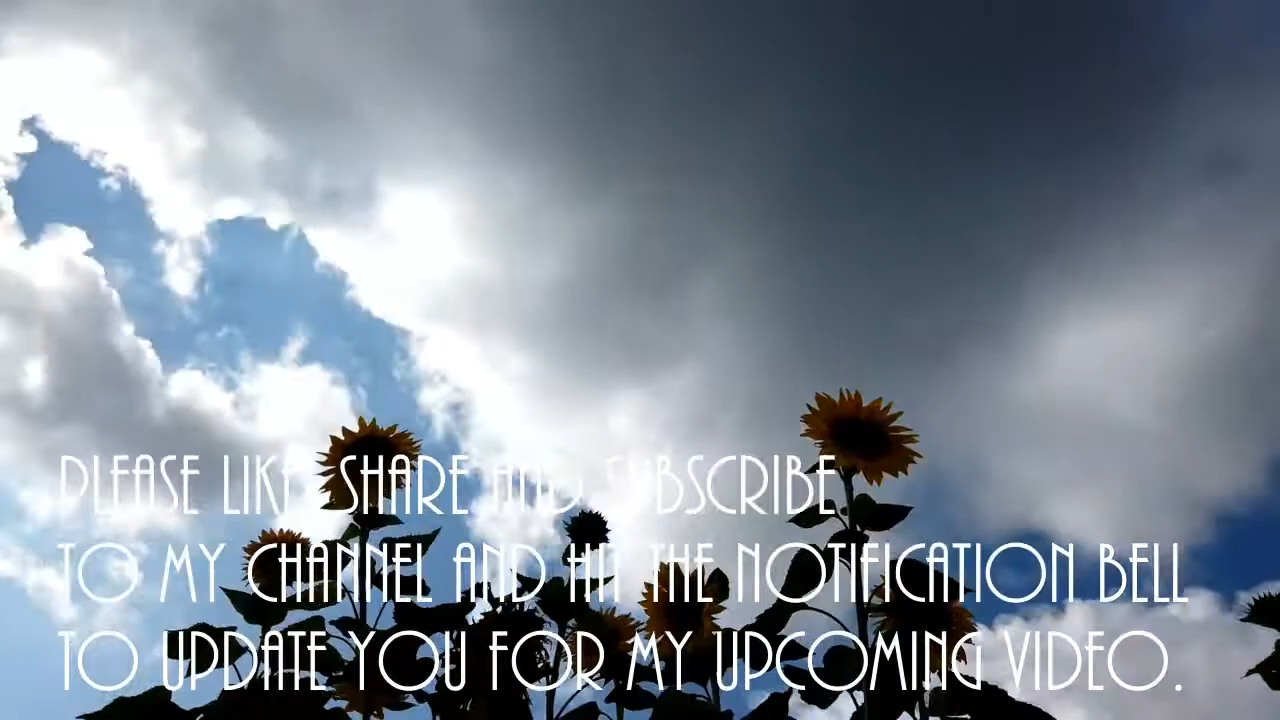 PLEASE LIKE, SHARE AND SUBSCRIBE
TO MY CHANNEL AND HIT THE NOTIFICATION BELL
TO UPDATE YOU FOR MY UPCOMING VIDEO.